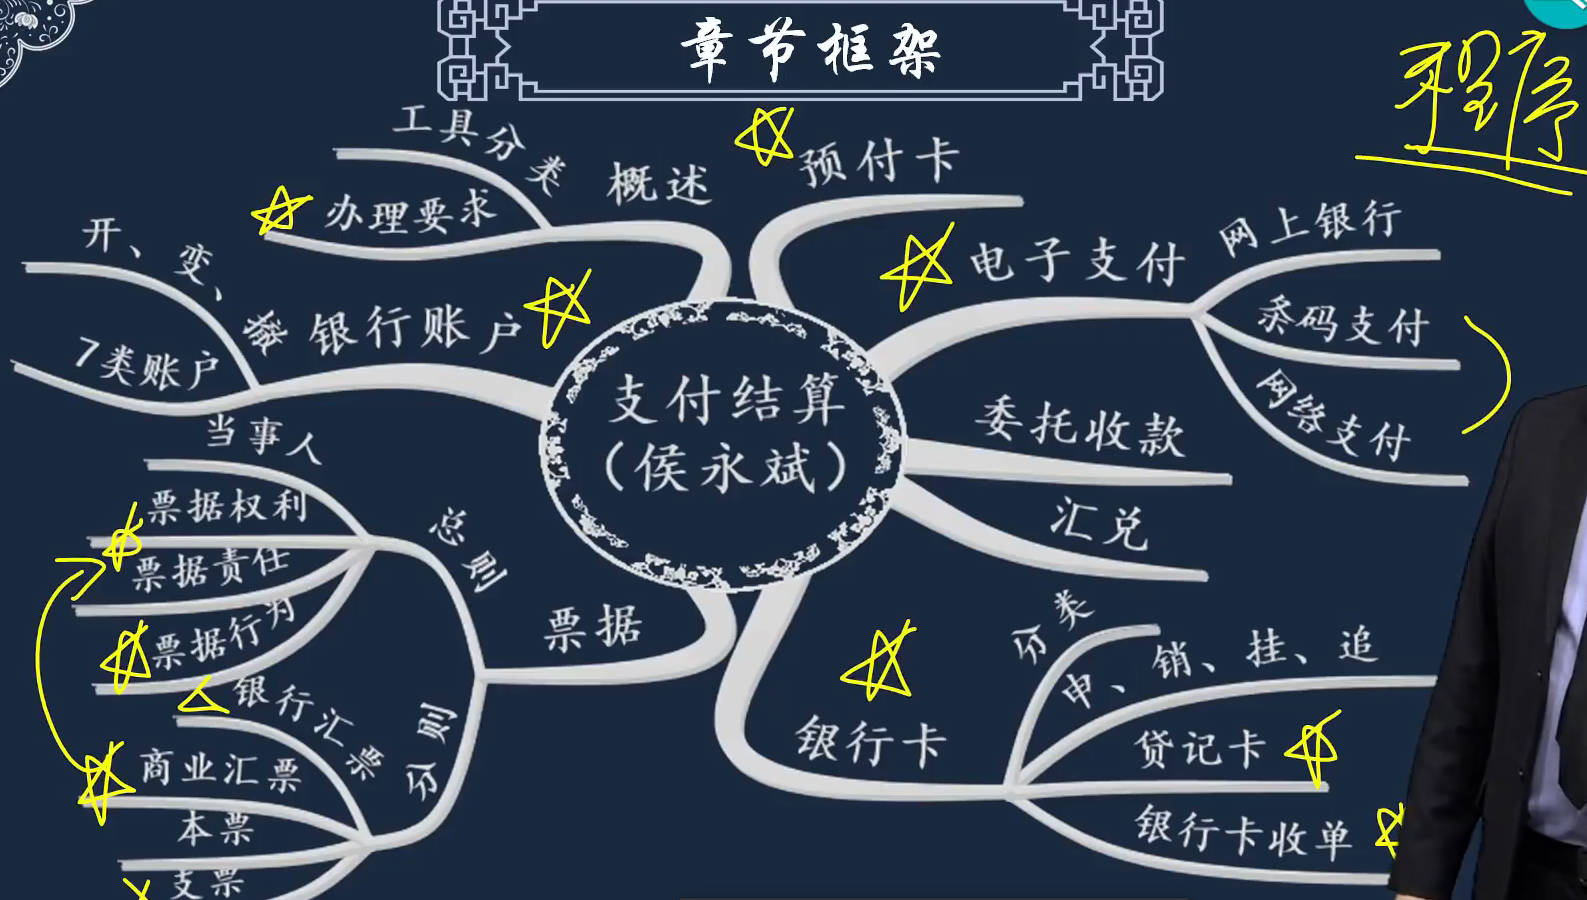 章节框架
程序
工具分类
办理要求
概述
预付卡
开、变、撤
7类账户
银行账户
电子支付
网上银行
条码支付
网络支付
支付结算
（侯永斌）
委托收款
汇兑
当事人
票据权利
票据责任
票据行为
总则
票据
分则
银行汇票
商业汇票
本票
支票
银行卡
分类
申、销、挂、追
贷记卡
银行卡收单